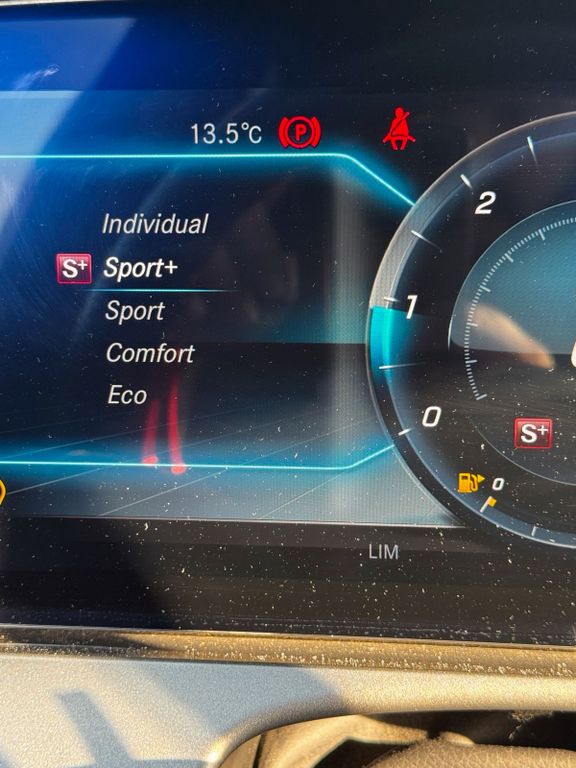 13.5°C
P
Individual
S+ Sport+
Sport
Comfort
Eco
2
1
0
S+
0
LIM